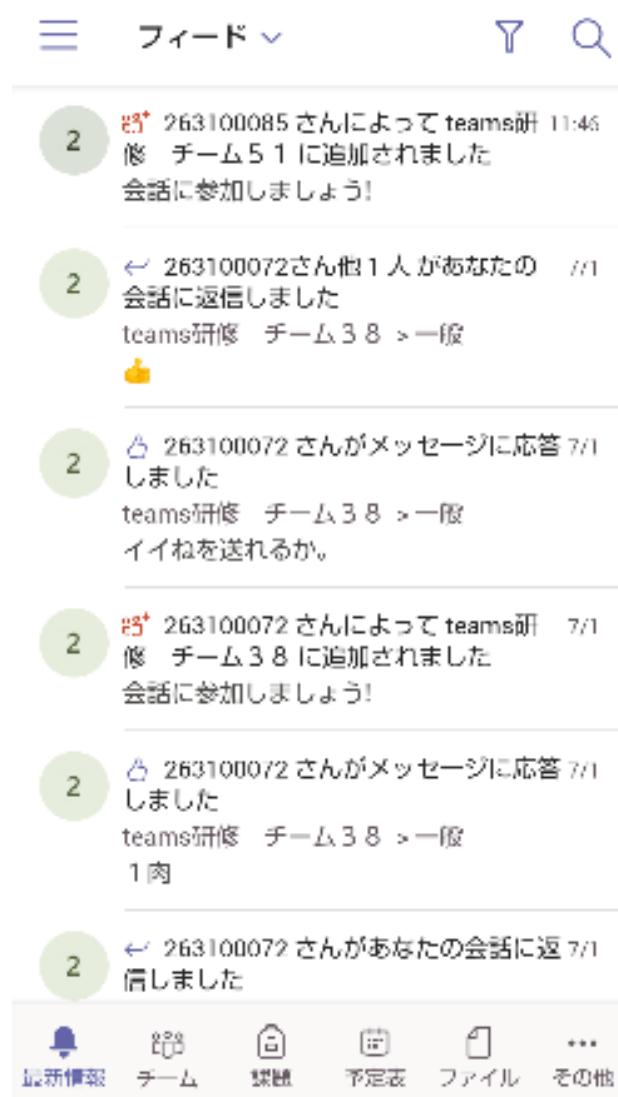 フィード
2
263100085 さんによって teams研 11:46
修　チーム５１に追加されました
会話に参加しましょう!
2
263100072さん他１人 があなたの 7/1
会話に返信しました
teams研修　チーム３８ > 一般
2
263100072 さんがメッセージに応答 7/1
しました
teams研修　チーム３８ > 一般
イイねを送れるか。
2
263100072 さんによって teams研 7/1
修　チーム３８に追加されました
会話に参加しましょう!
2
263100072 さんがメッセージに応答 7/1
しました
teams研修　チーム３８ > 一般
１肉
2
263100072 さんがあなたの会話に返 7/1
信しました
最新情報 チーム 課題 予定表 ファイル その他